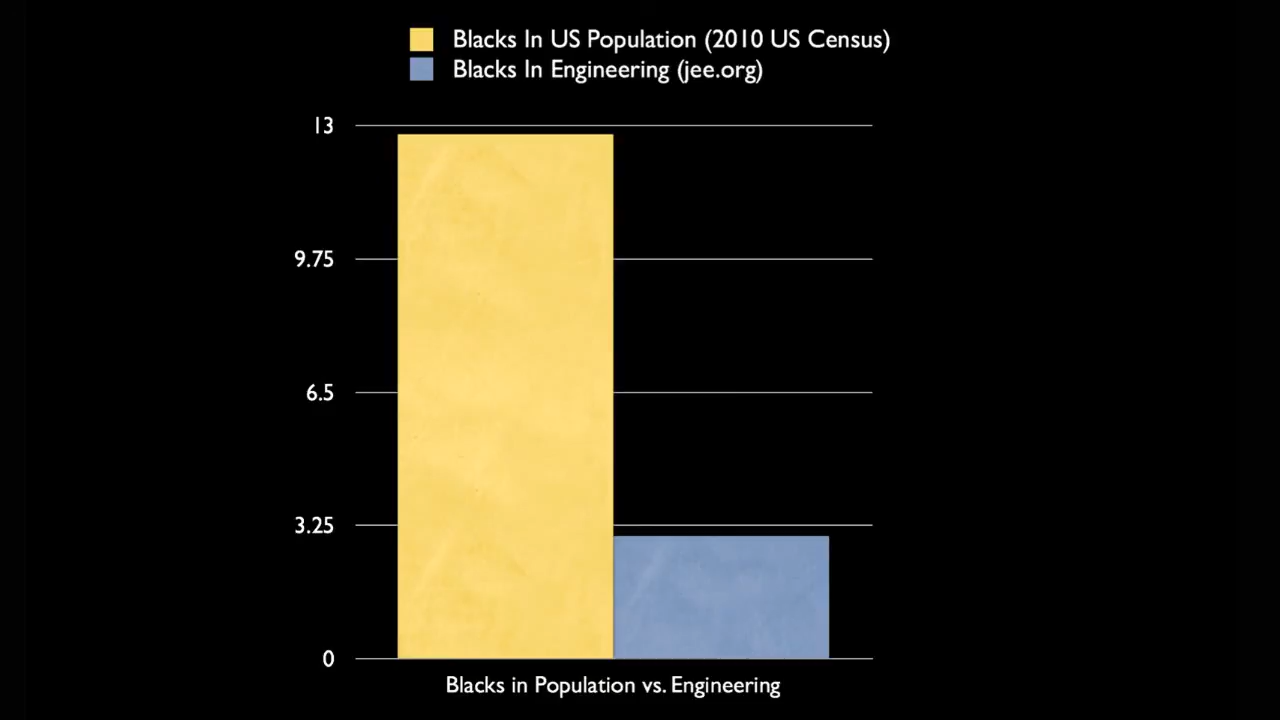 Blacks In US Population (2010 US Census)
Blacks In Engineering (jee.org)
13
9.75
6.5
3.25
0
Blacks in Population vs. Engineering